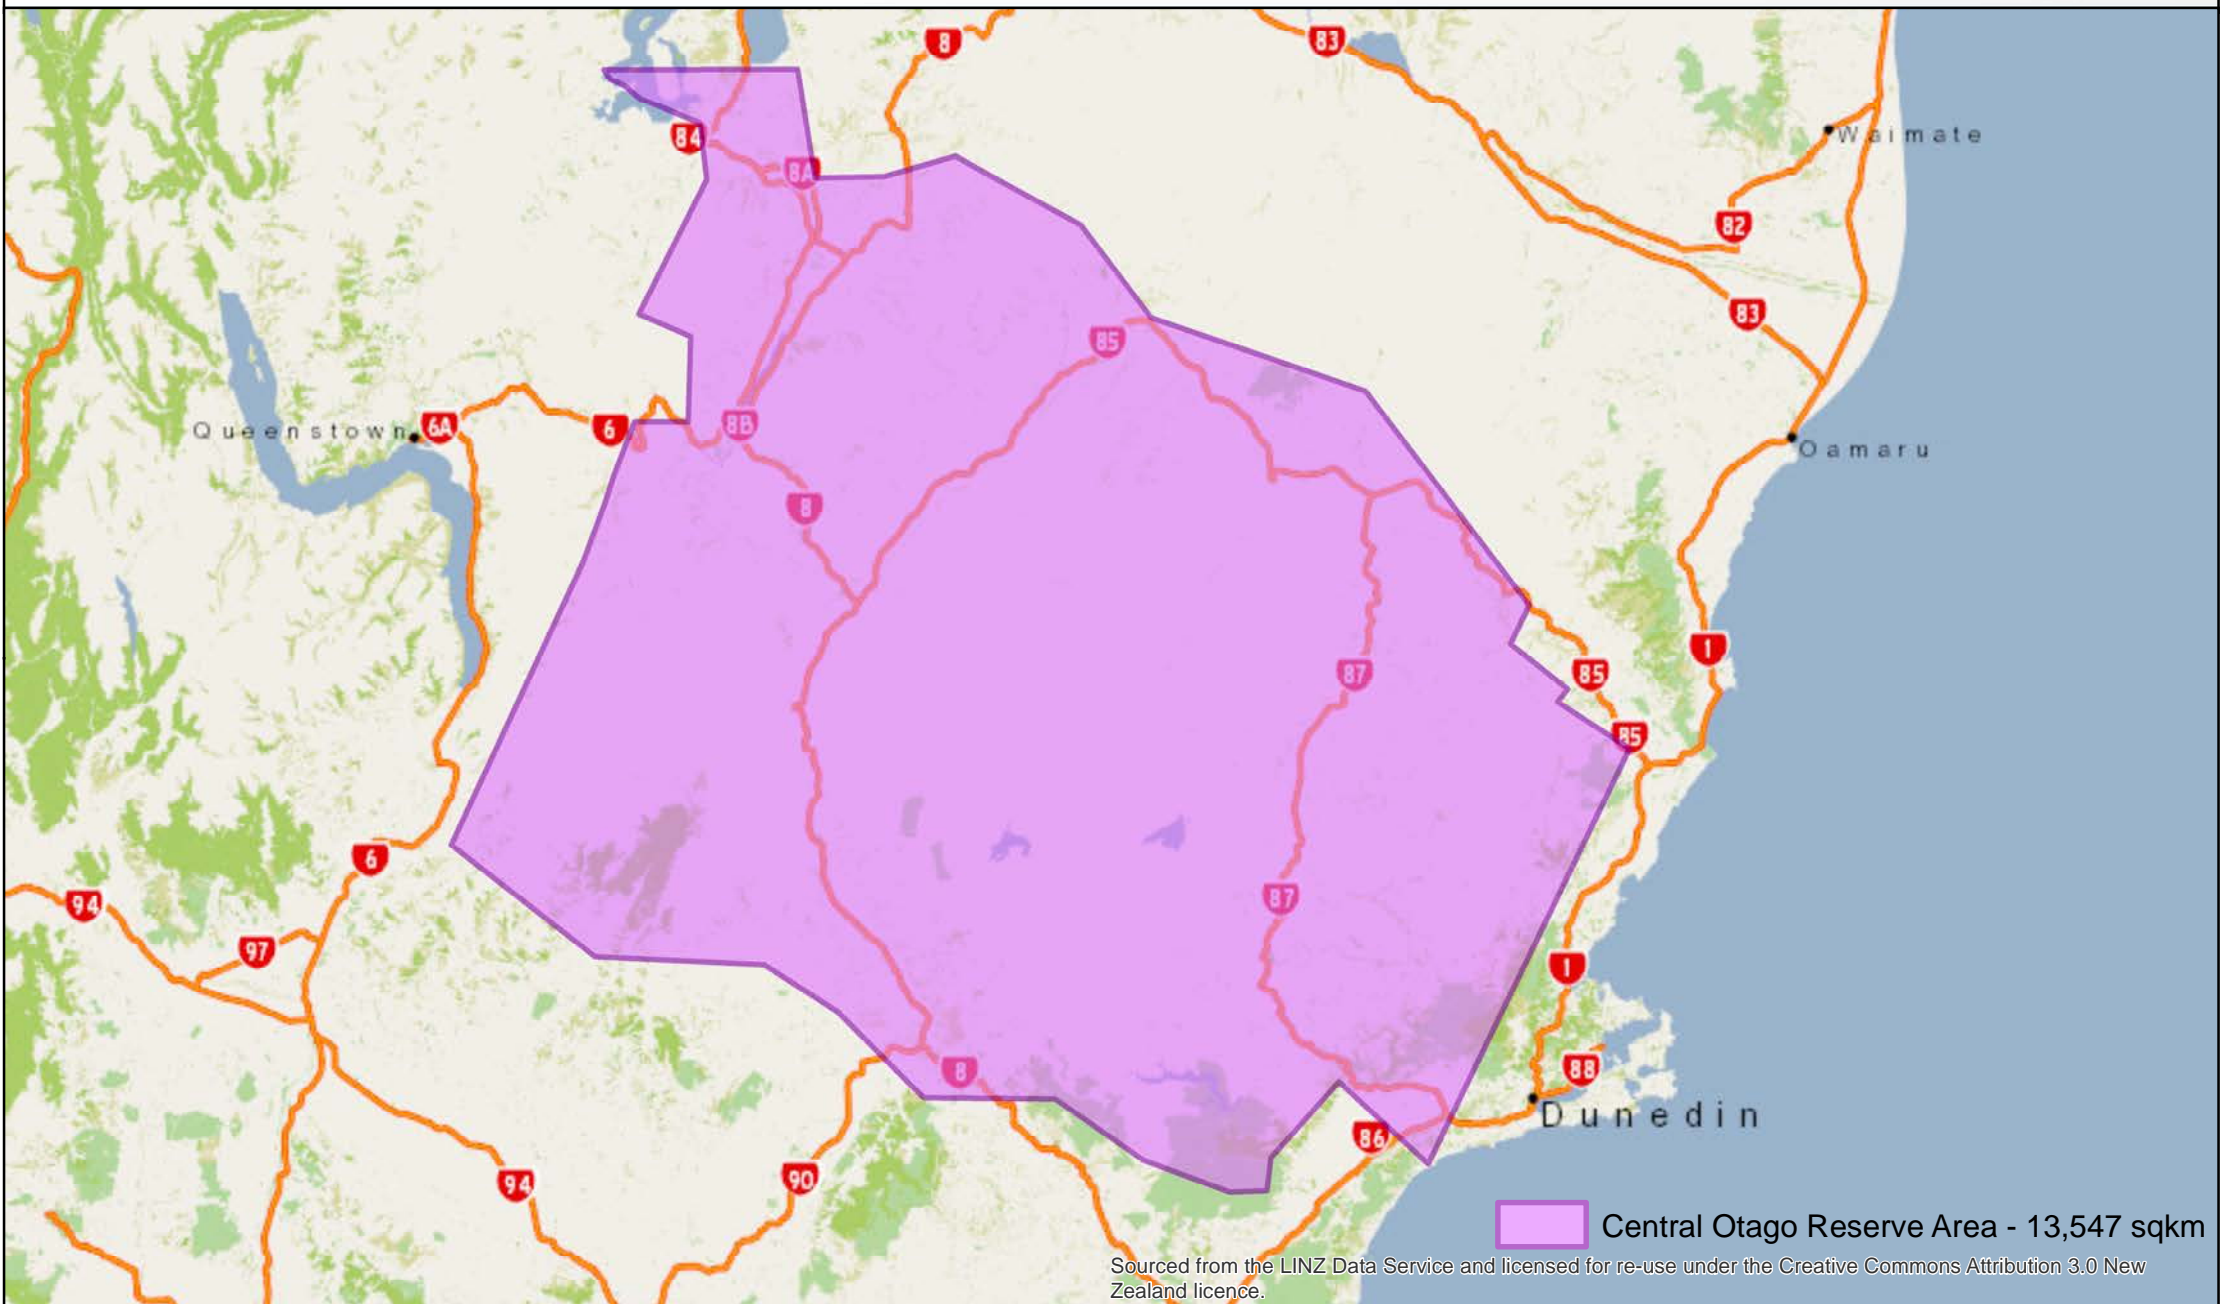 8
83
84
8A
Waimate
82
83
85
Queenstown
6A
6
8B
Oamaru
8
1
87
85
85
6
94
87
97
1
8
88
Dunedin
86
90
94
Central Otago Reserve Area - 13,547 sqkm
Sourced from the LINZ Data Service and licensed for re-use under the Creative Commons Attribution 3.0 New
Zealand licence.